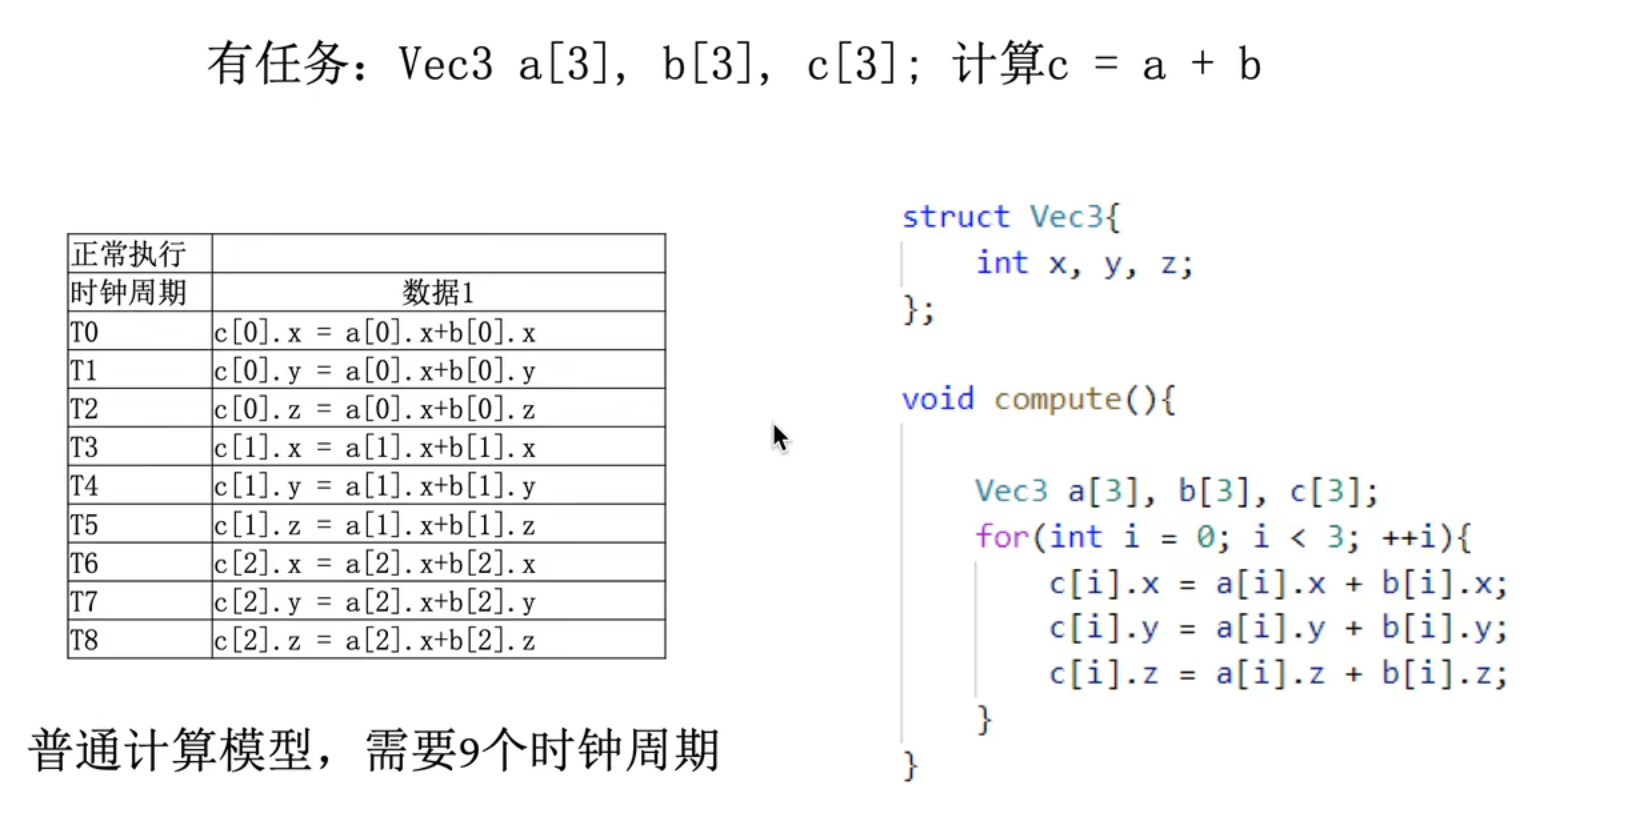 有任务：Vec3 a[3], b[3], c[3]; 计算c = a + b
正常执行
时钟周期 数据1
T0 c[0].x = a[0].x+b[0].x
T1 c[0].y = a[0].x+b[0].y
T2 c[0].z = a[0].x+b[0].z
T3 c[1].x = a[1].x+b[1].x
T4 c[1].y = a[1].x+b[1].y
T5 c[1].z = a[1].x+b[1].z
T6 c[2].x = a[2].x+b[2].x
T7 c[2].y = a[2].x+b[2].y
T8 c[2].z = a[2].x+b[2].z
普通计算模型，需要9个时钟周期
struct Vec3{
int x, y, z;
};
void compute(){
Vec3 a[3], b[3], c[3];
for(int i = 0; i < 3; ++i){
c[i].x = a[i].x + b[i].x;
c[i].y = a[i].y + b[i].y;
c[i].z = a[i].z + b[i].z;
}
}